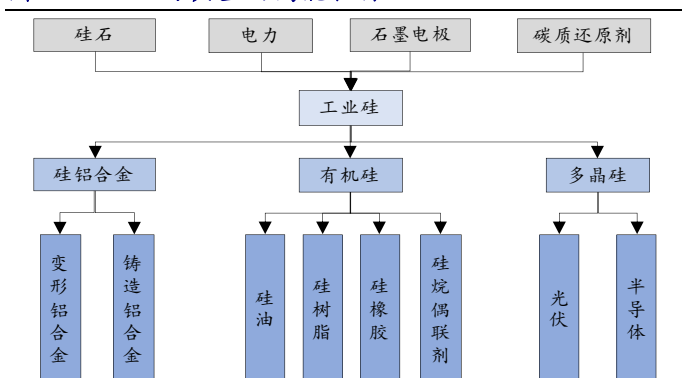 硅石
电力
石墨电极
碳质还原剂
工业硅
硅铝合金
有机硅
多晶硅
变形铝合金
铸造铝合金
硅油
硅树脂
硅橡胶
硅烷偶联剂
光伏
半导体